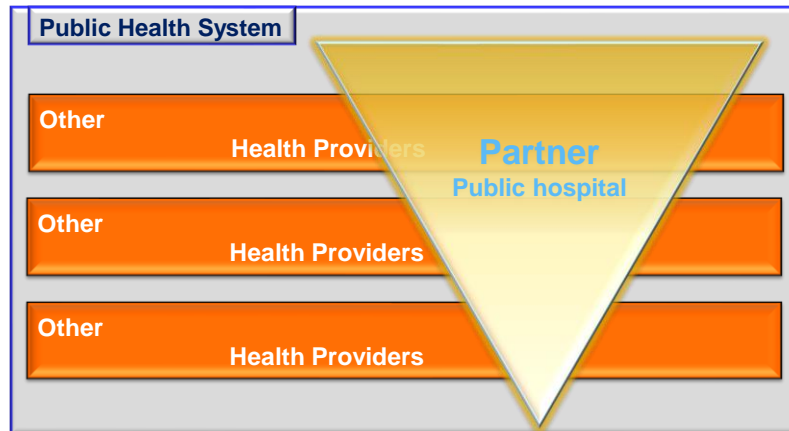 Public Health System
Other
Health Providers
Partner
Public hospital
Other
Health Providers
Other
Health Providers